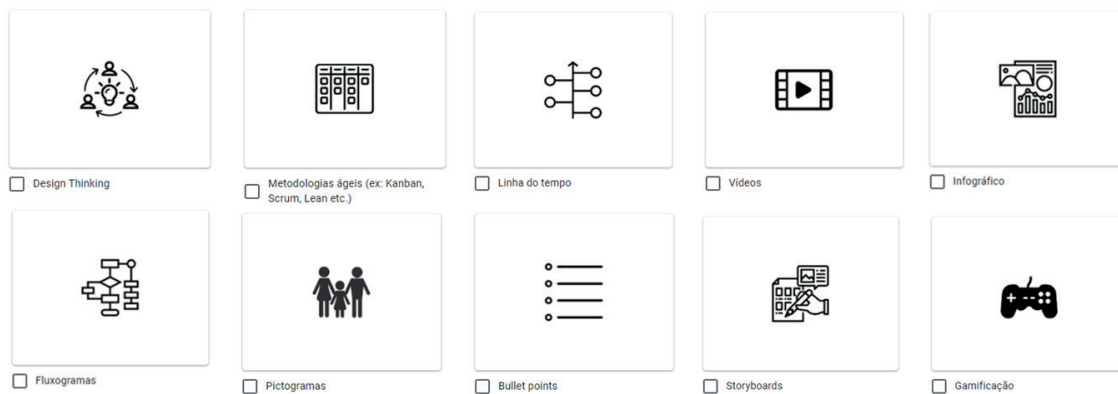 Design Thinking
Metodologias ágeis (ex: Kanban,
Scrum, Lean etc.)
Linha do tempo
Vídeos
Infográfico
Fluxogramas
Pictogramas
Bullet points
Storyboards
Gamificação